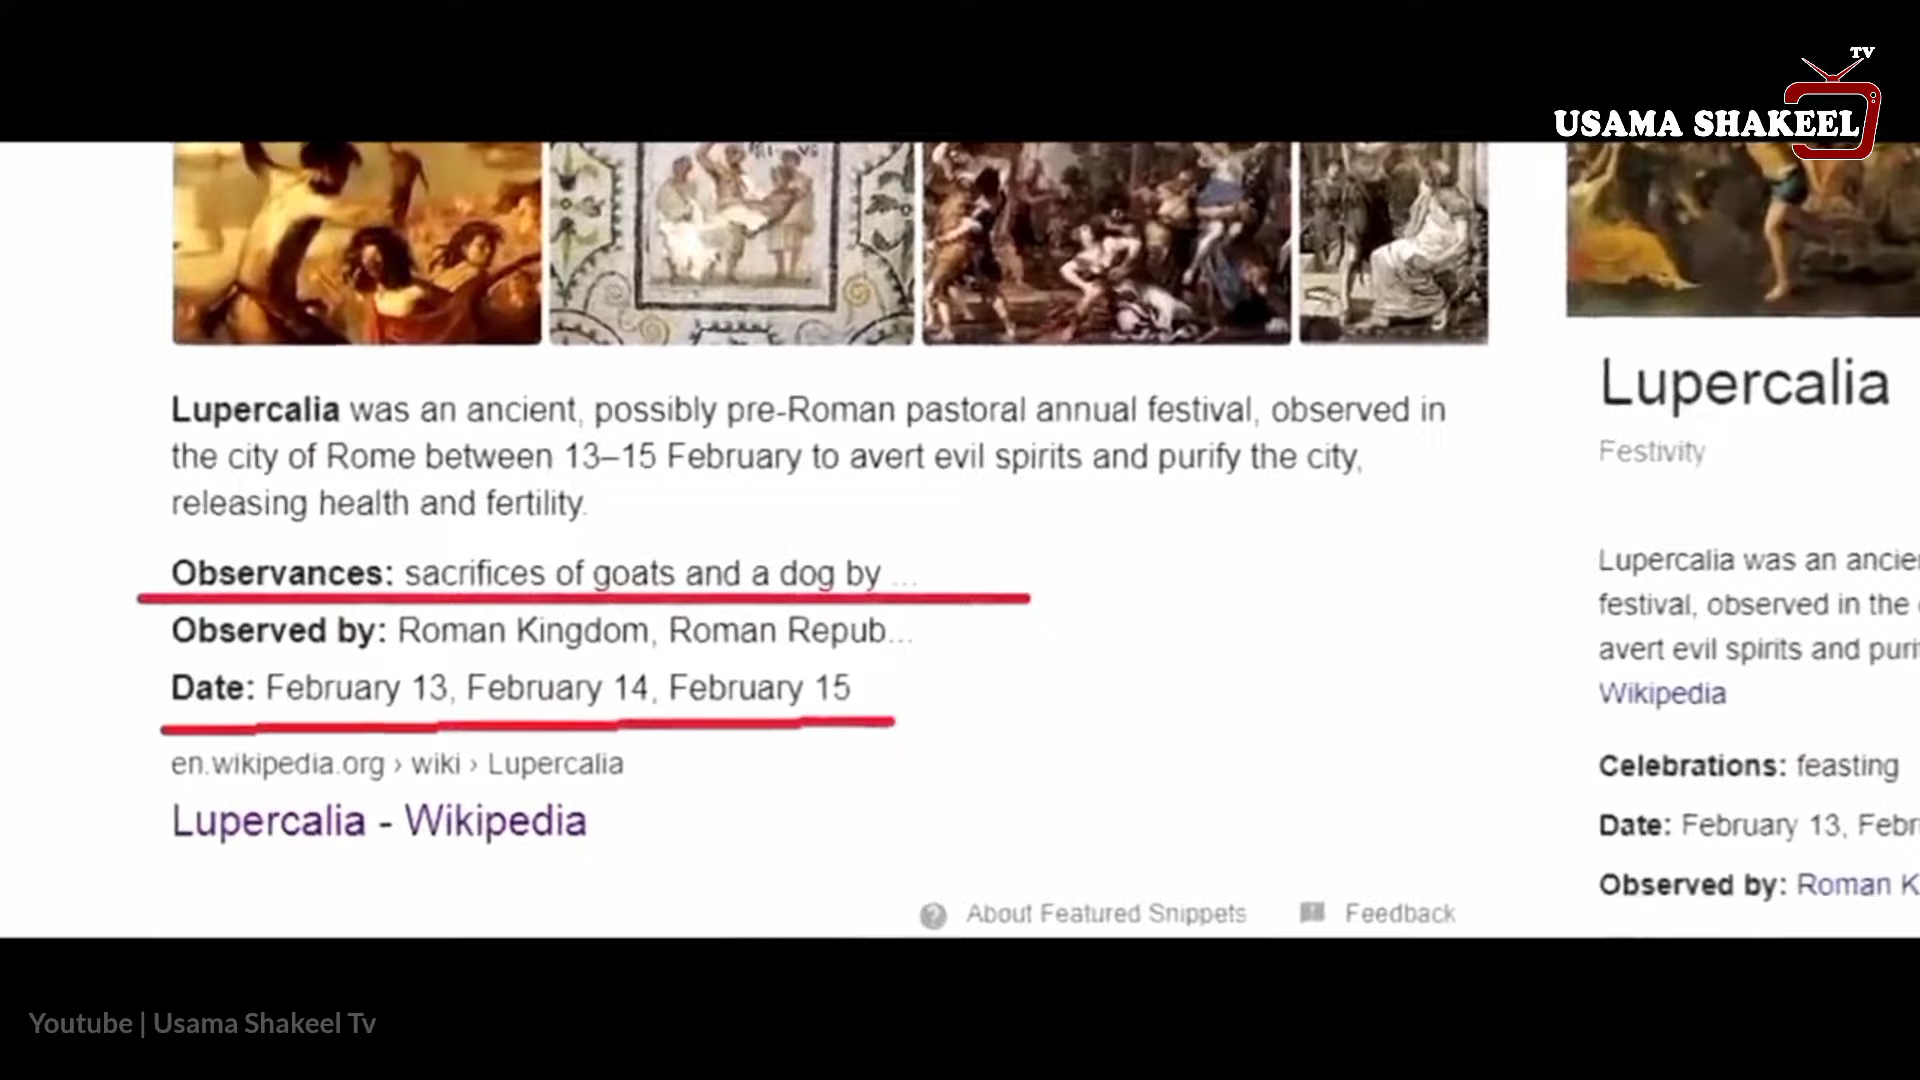 TV
USAMA SHAKEEL
Lupercalia was an ancient, possibly pre-Roman pastoral annual festival, observed in
the city of Rome between 13–15 February to avert evil spirits and purify the city,
releasing health and fertility.
Observances: sacrifices of goats and a dog by ...
Observed by: Roman Kingdom, Roman Repub...
Date: February 13, February 14, February 15
en.wikipedia.org › wiki › Lupercalia
Lupercalia - Wikipedia
About Featured Snippets
Feedback
Lupercalia
Festivity
Lupercalia was an ancie
festival, observed in the
avert evil spirits and puri
Wikipedia
Celebrations: feasting
Date: February 13, Febr
Observed by: Roman K
Youtube | Usama Shakeel Tv